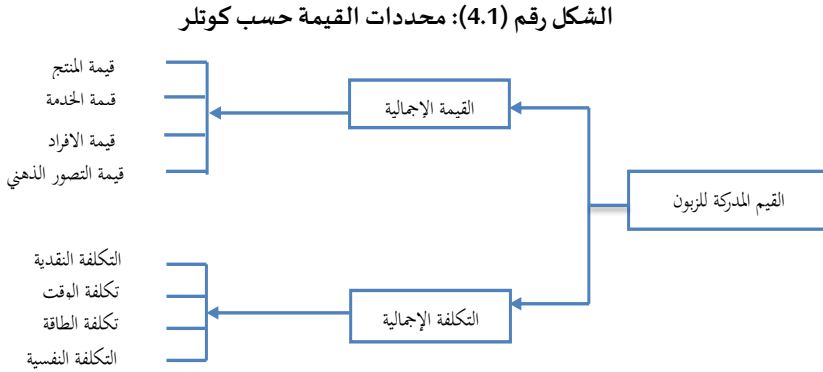 الشكل رقم (4.1): محددات القيمة حسب كوتلر
القيم المدركة للزبون
القيمة الإجمالية
قيمة المنتج
قيمة الخدمة
قيمة الافراد
قيمة التصور الذهني
التكلفة الإجمالية
التكلفة النقدية
تكلفة الوقت
تكلفة الطاقة
التكلفة النفسية